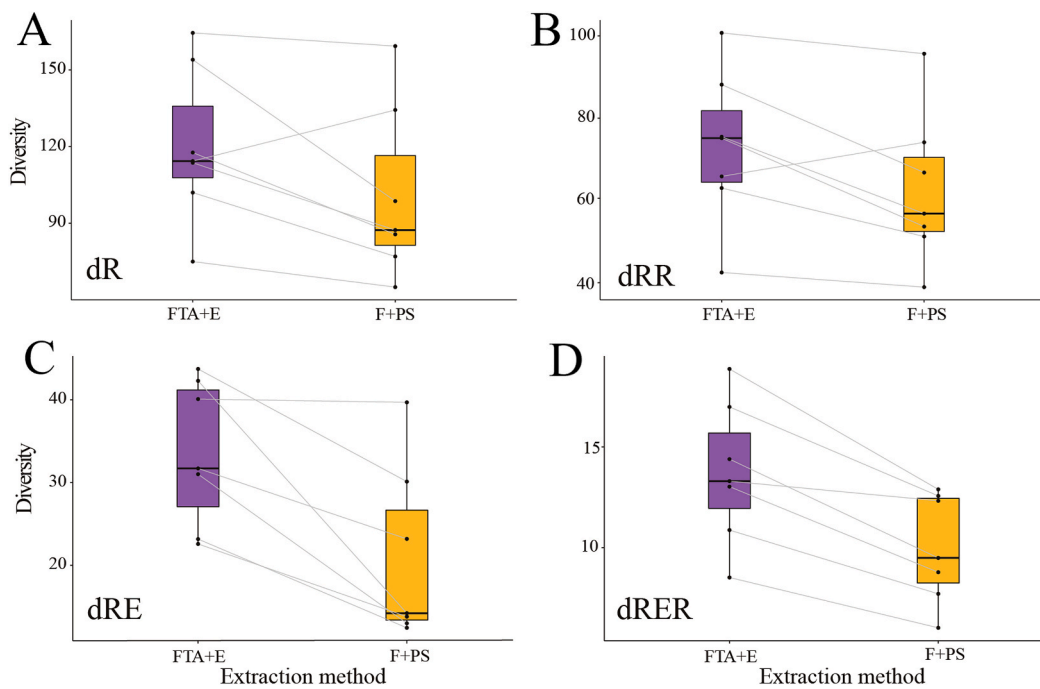 A
B
150
120
90
Diversity
dR
FTA+E
F+PS
100
80
60
40
dRR
FTA+E
F+PS
C
D
40
30
20
Diversity
dRE
FTA+E
F+PS
Extraction method
15
10
dRER
FTA+E
F+PS
Extraction method